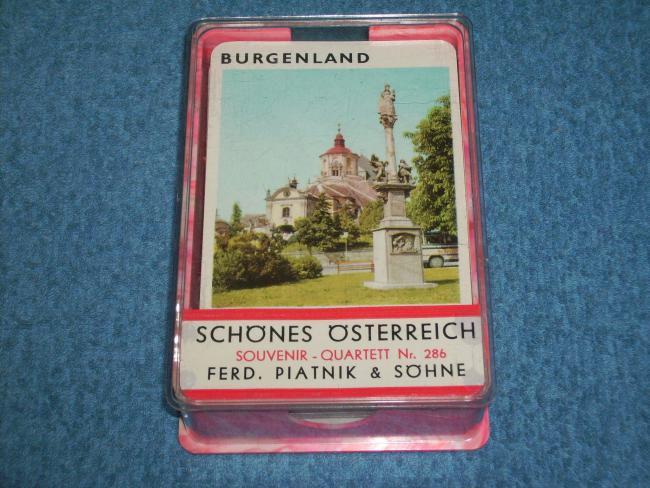 BURGENLAND
SCHÖNES ÖSTERREICH
SOUVENIR - QUARTETT Nr. 286
FERD. PIATNIK & SÖHNE